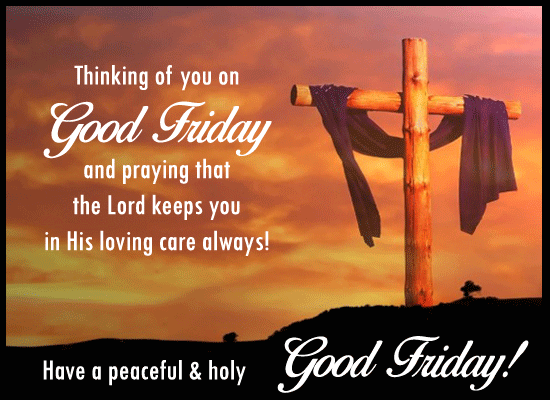 Thinking of you on
Good Friday
and praying that
the Lord keeps you
in His loving care always!
Have a peaceful & holy Good Friday!